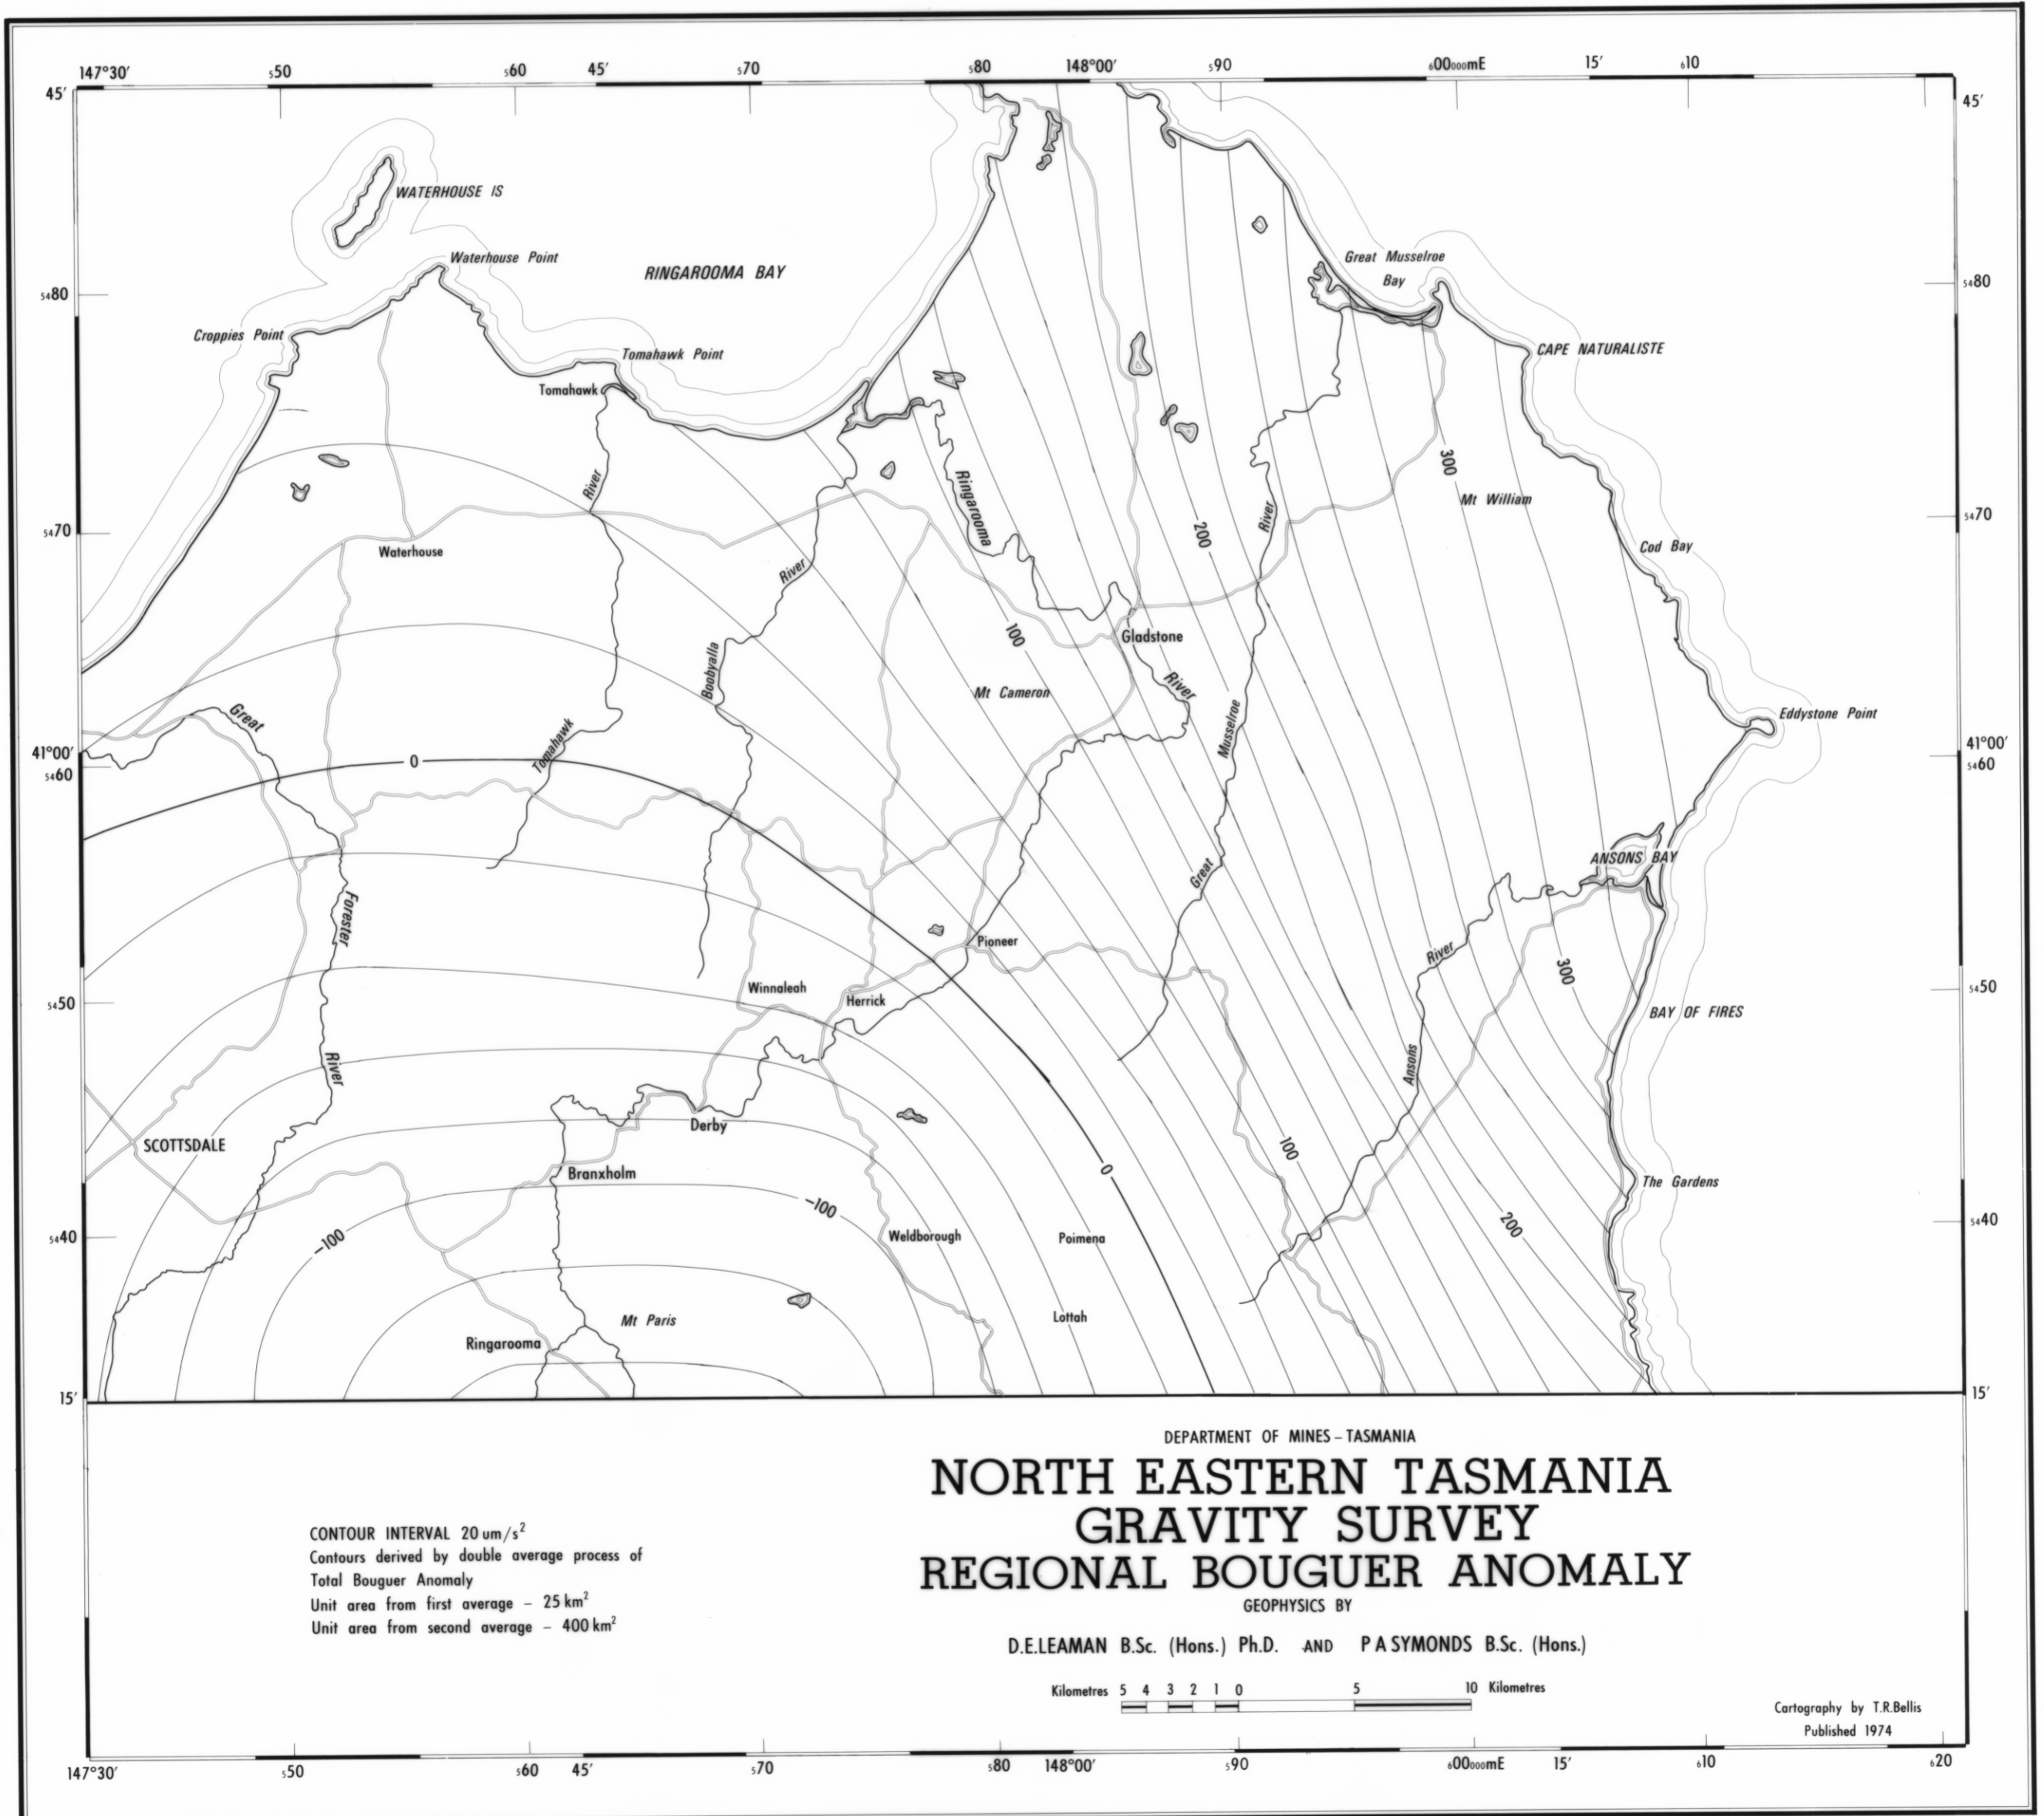 147°30′ 550 560 45′ 570 580 148°00′ 590 600000mE 15′ 610
45′ 45′
WATERHOUSE IS
Waterhouse Point
RINGAROOMA BAY
Great Musselroe
Bay
5480 5480
Croppies Point
Tomahawk Point
CAPE NATURALISTE
Tomahawk
300
River
Ringarooma
Mt William
5470 5470
200
River
Waterhouse
Cod Bay
River
100
Gladstone
Boobyalla
Mt Cameron
River
Great
Musselroe
Eddystone Point
Tomahawk
41°00′ 41°00′
0
5460 5460
ANSONS BAY
Great
Forester
Pioneer
River
300
Winnaleah
Herrick
5450 5450
BAY OF FIRES
River
Ansons
Derby
SCOTTSDALE
100
Branxholm
0
The Gardens
-100
200
-100
Weldborough
Poimena
5440 5440
Lottah
Mt Paris
Ringarooma
15′ 15′
DEPARTMENT OF MINES – TASMANIA
NORTH EASTERN TASMANIA
GRAVITY SURVEY
REGIONAL BOUGUER ANOMALY
GEOPHYSICS BY
D.E.LEAMAN B.Sc. (Hons.) Ph.D. AND P A SYMONDS B.Sc. (Hons.)
CONTOUR INTERVAL 20 um/s²
Contours derived by double average process of
Total Bouguer Anomaly
Unit area from first average – 25 km²
Unit area from second average – 400 km²
Kilometres 5 4 3 2 1 0 5 10 Kilometres
Cartography by T.R.Bellis
Published 1974
147°30′ 550 560 45′ 570 580 148°00′ 590 600000mE 15′ 610 620